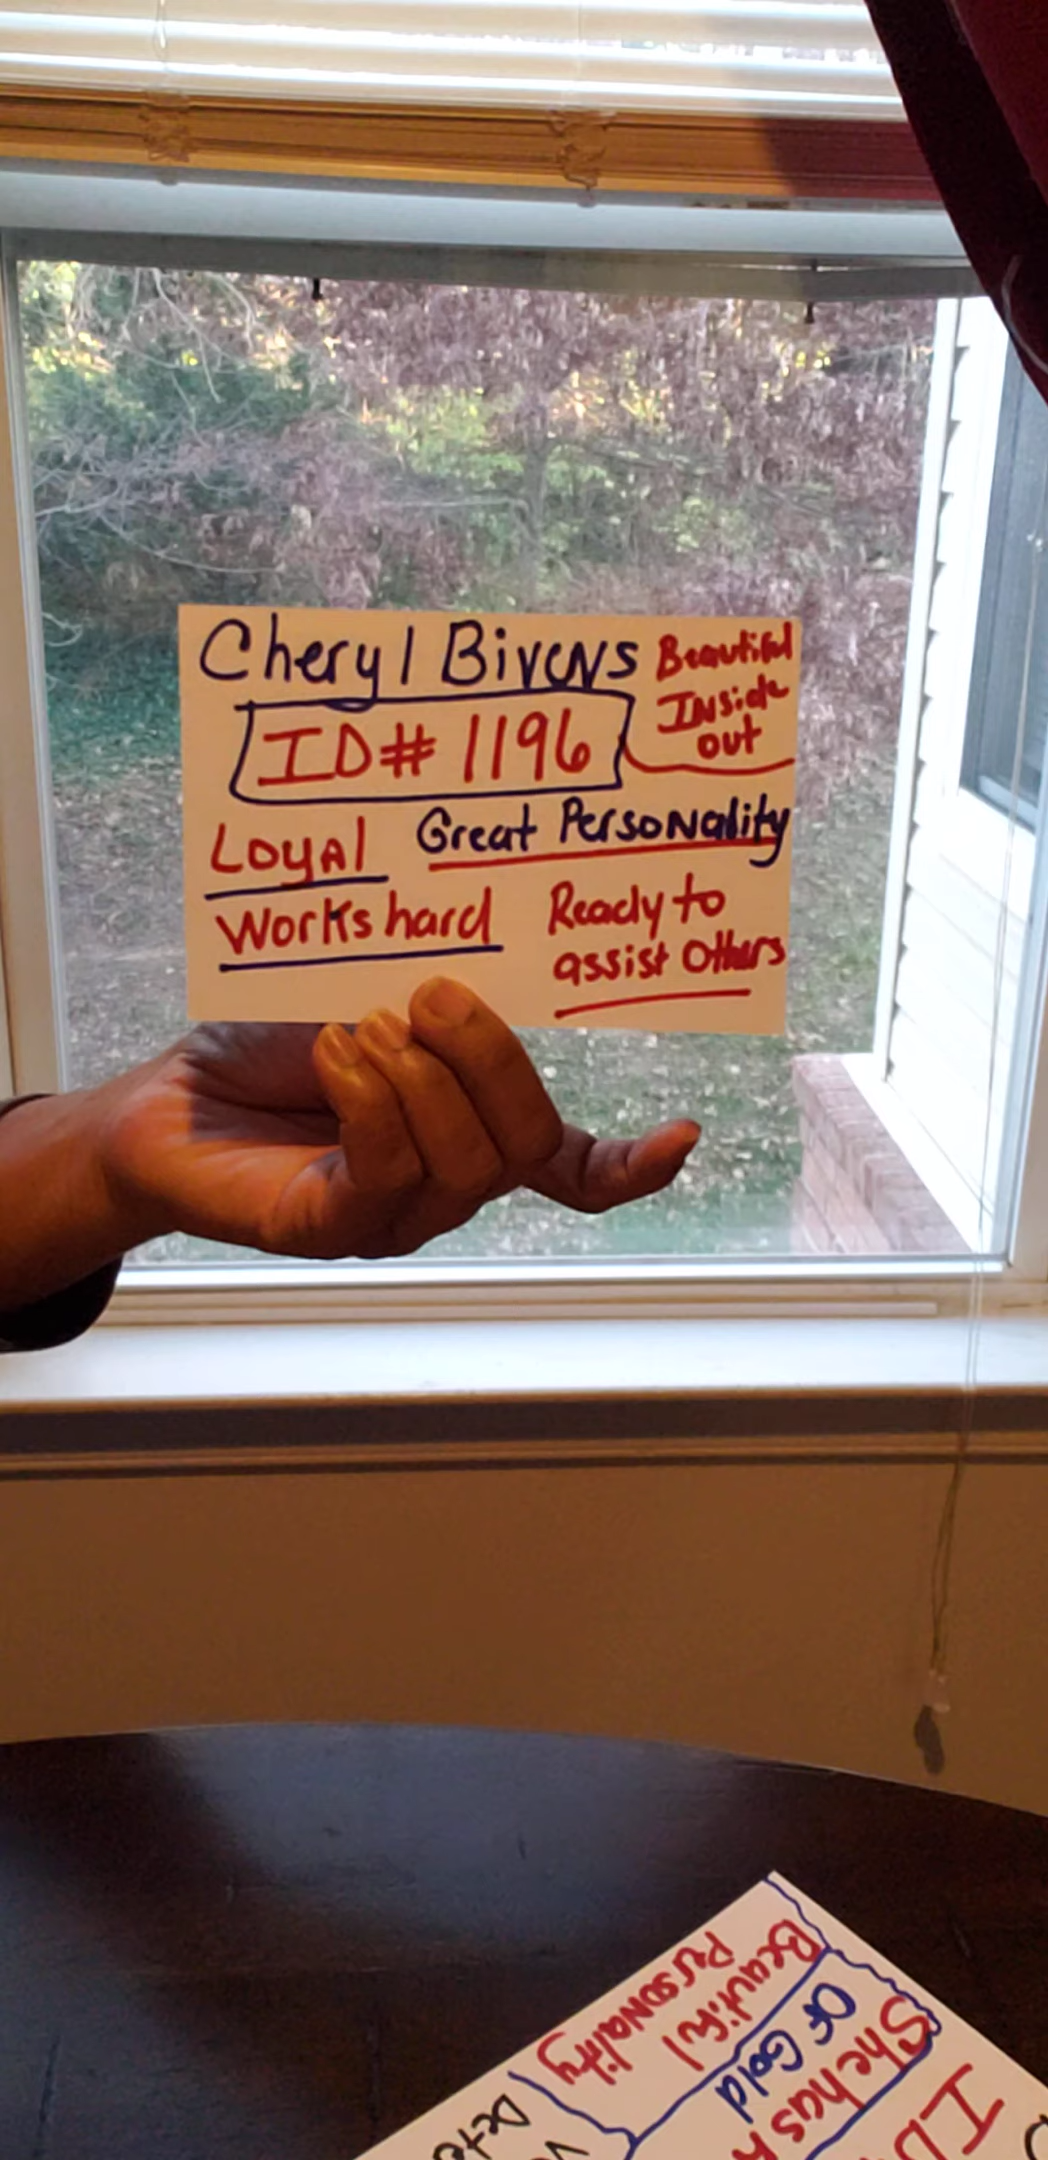 Cheryl Bivens
Beautiful
Inside
out
ID# 1196
Loyal
Great Personality
Works hard
Ready to
assist others
Beautiful
Personality
She has A
OF Gold
ID